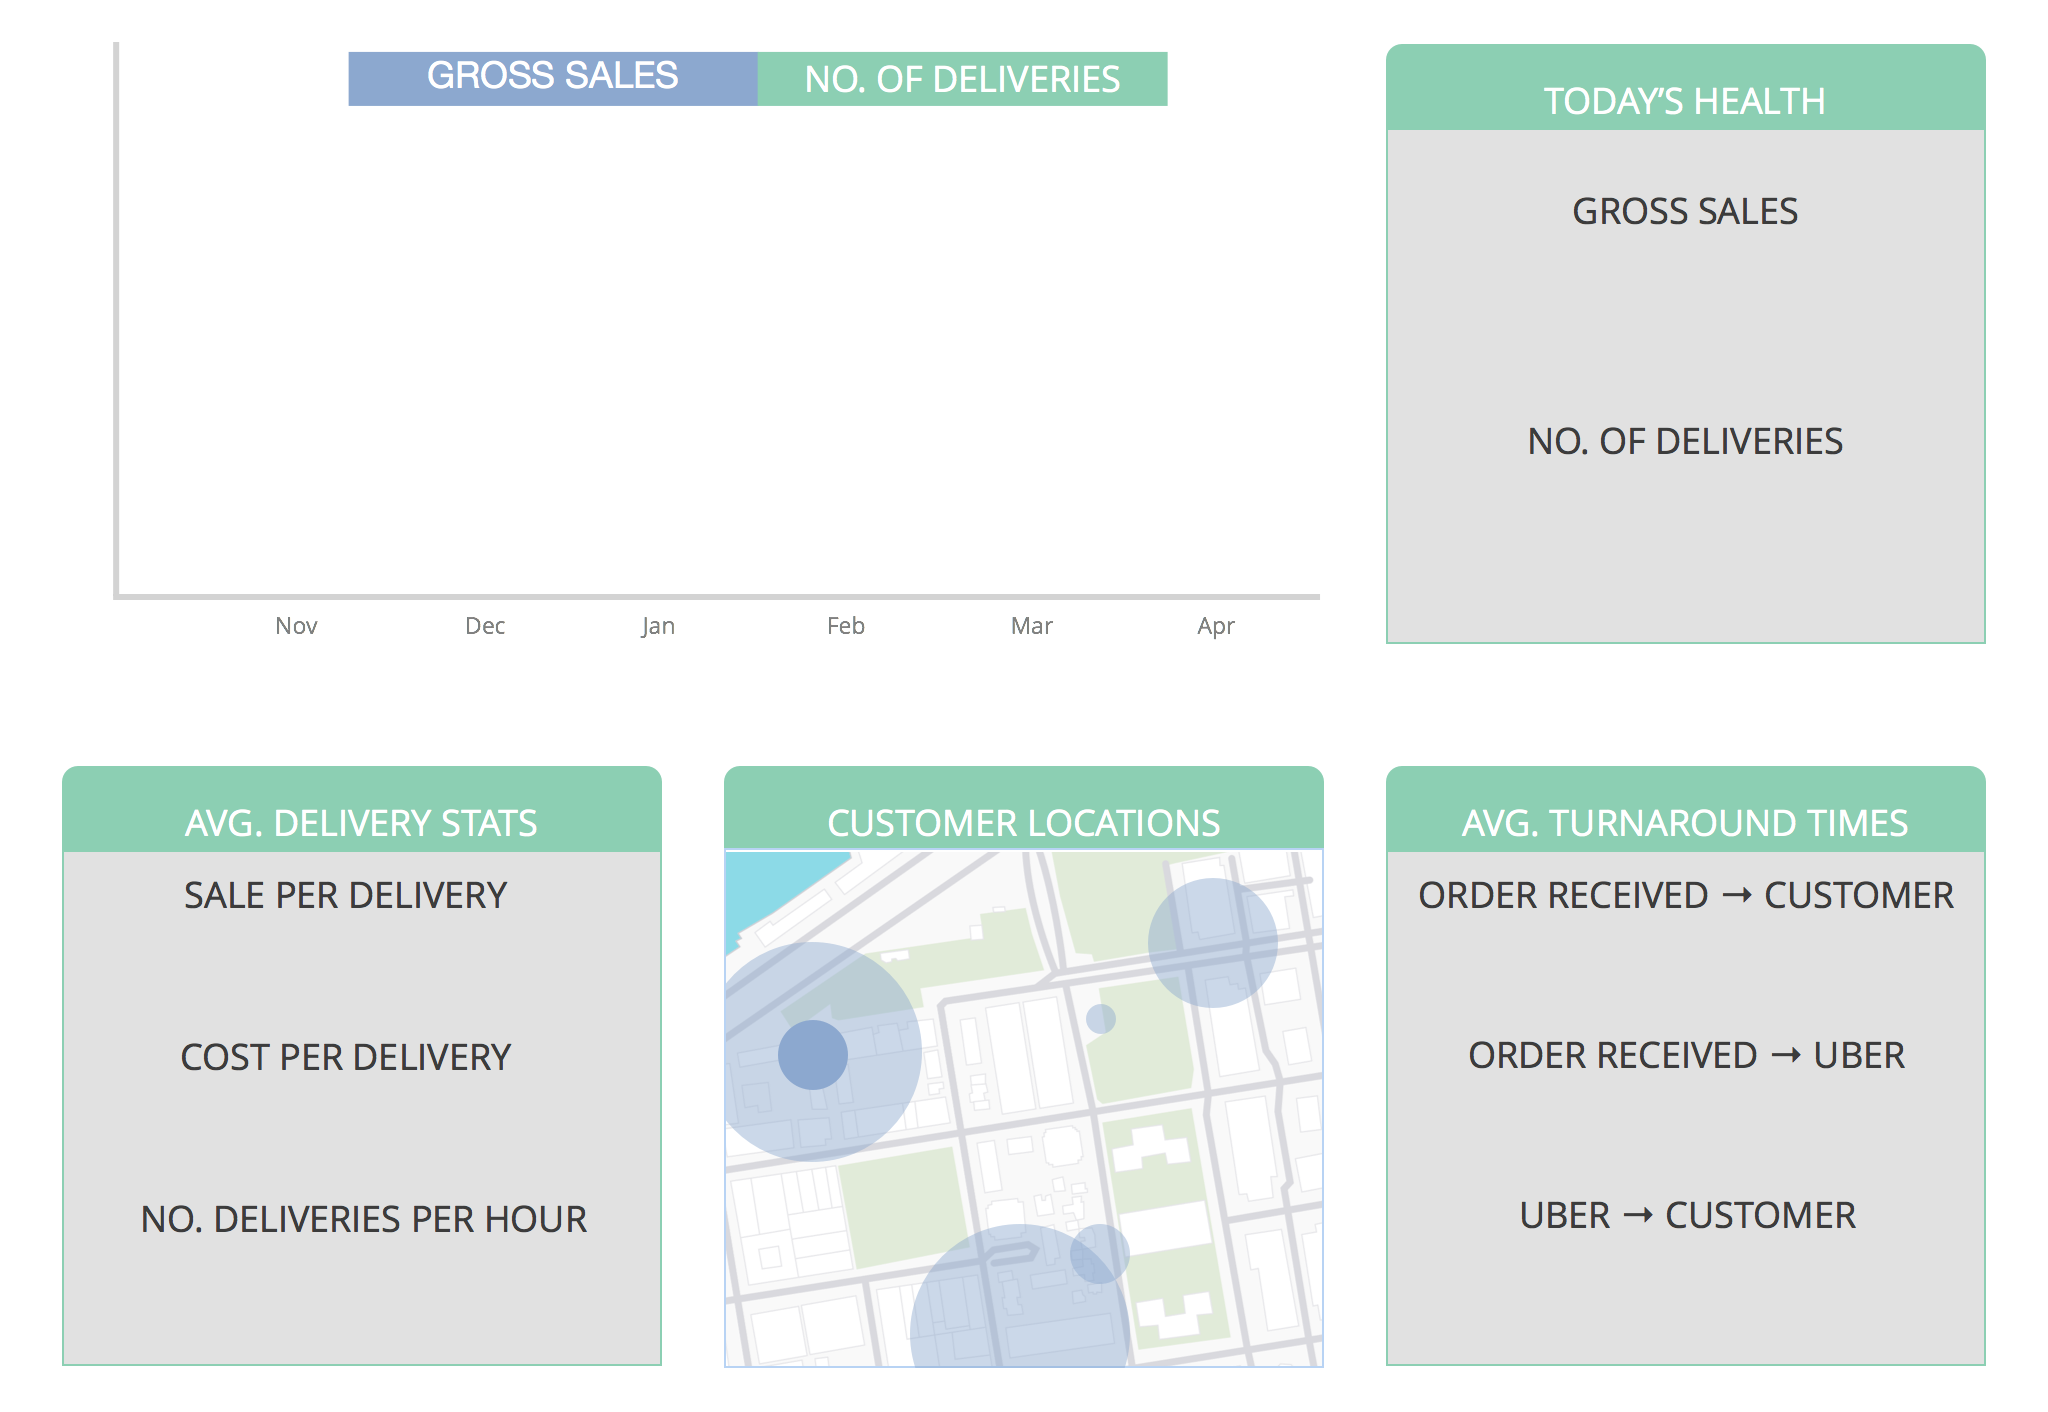 GROSS SALES
NO. OF DELIVERIES
Nov Dec Jan Feb Mar Apr
TODAY’S HEALTH
GROSS SALES
NO. OF DELIVERIES
AVG. DELIVERY STATS
SALE PER DELIVERY
COST PER DELIVERY
NO. DELIVERIES PER HOUR
CUSTOMER LOCATIONS
AVG. TURNAROUND TIMES
ORDER RECEIVED → CUSTOMER
ORDER RECEIVED → UBER
UBER → CUSTOMER